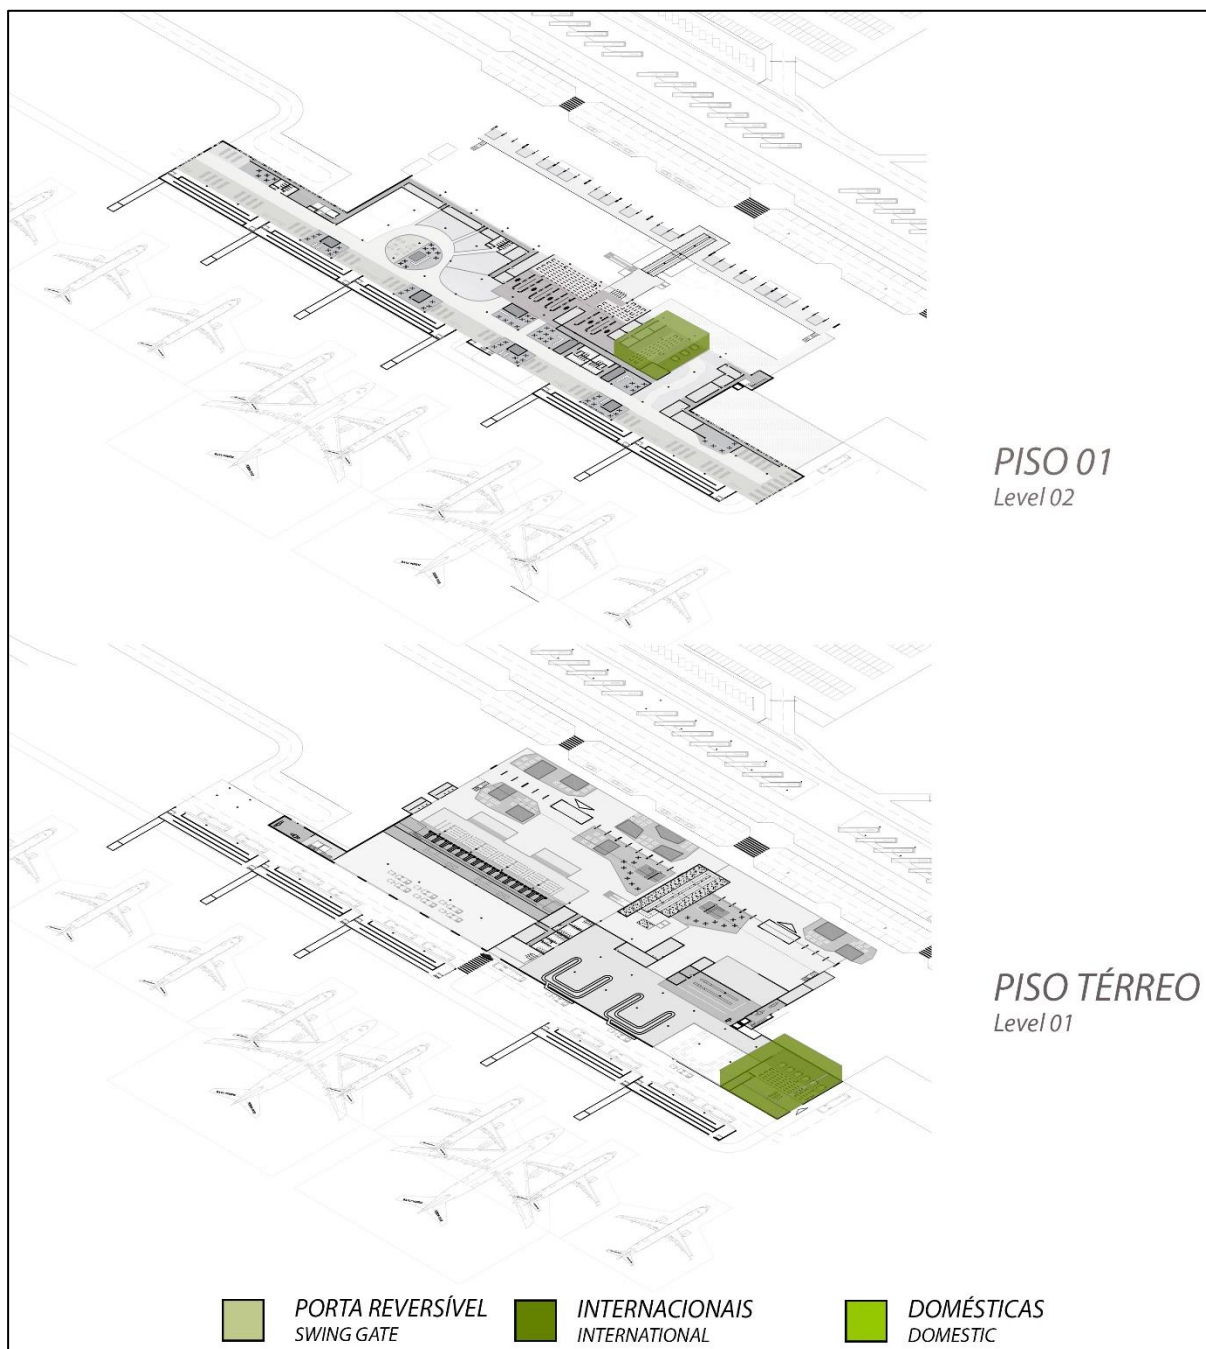 PISO 01
Level 02
PISO TÉRREO
Level 01
PORTA REVERSÍVEL
SWING GATE
INTERNACIONAIS
INTERNATIONAL
DOMÉSTICAS
DOMESTIC